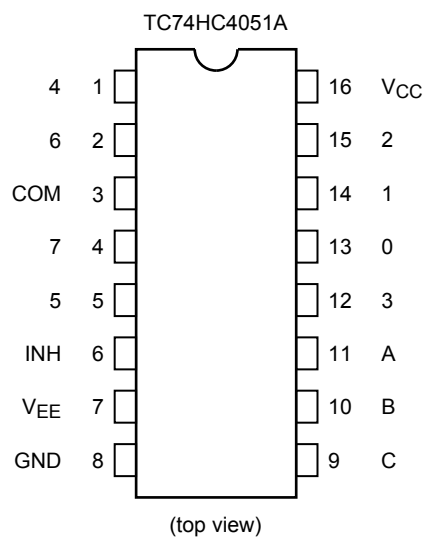 TC74HC4051A
4 1 16 VCC
6 2 15 2
COM 3 14 1
7 4 13 0
5 5 12 3
INH 6 11 A
VEE 7 10 B
GND 8 9 C
(top view)